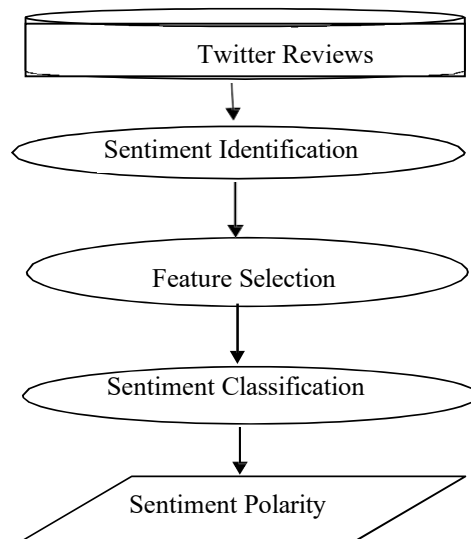 Twitter Reviews
Sentiment Identification
Feature Selection
Sentiment Classification
Sentiment Polarity